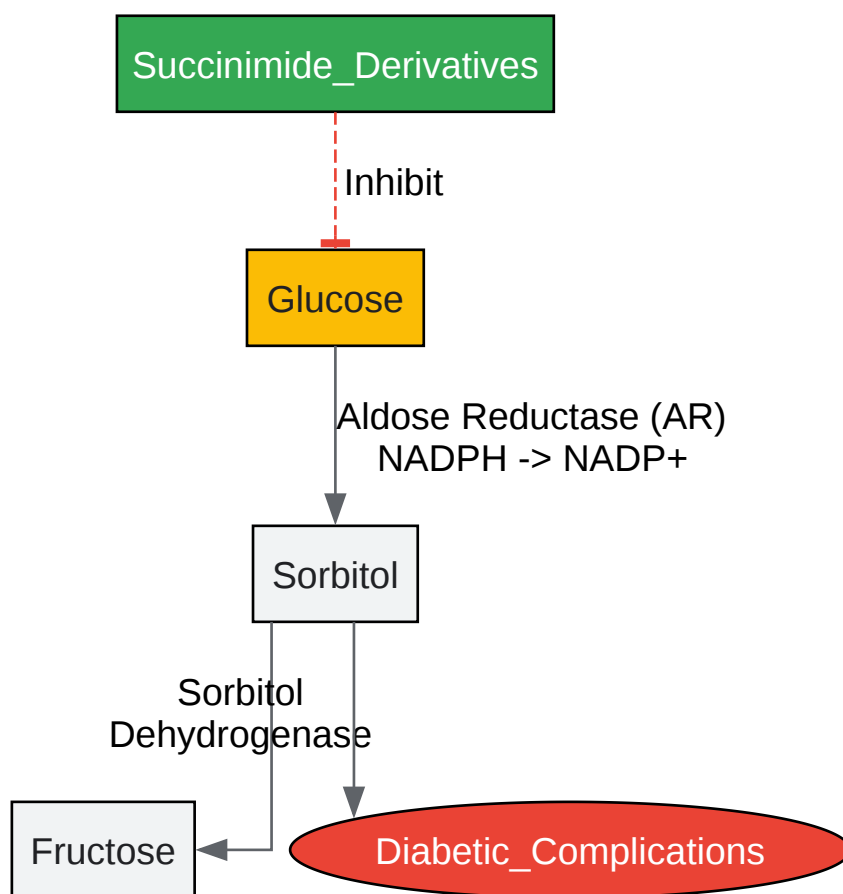 Succinimide_Derivatives
Inhibit
Glucose
Aldose Reductase (AR)
NADPH -> NADP+
Sorbitol
Sorbitol
Dehydrogenase
Fructose
Diabetic_Complications